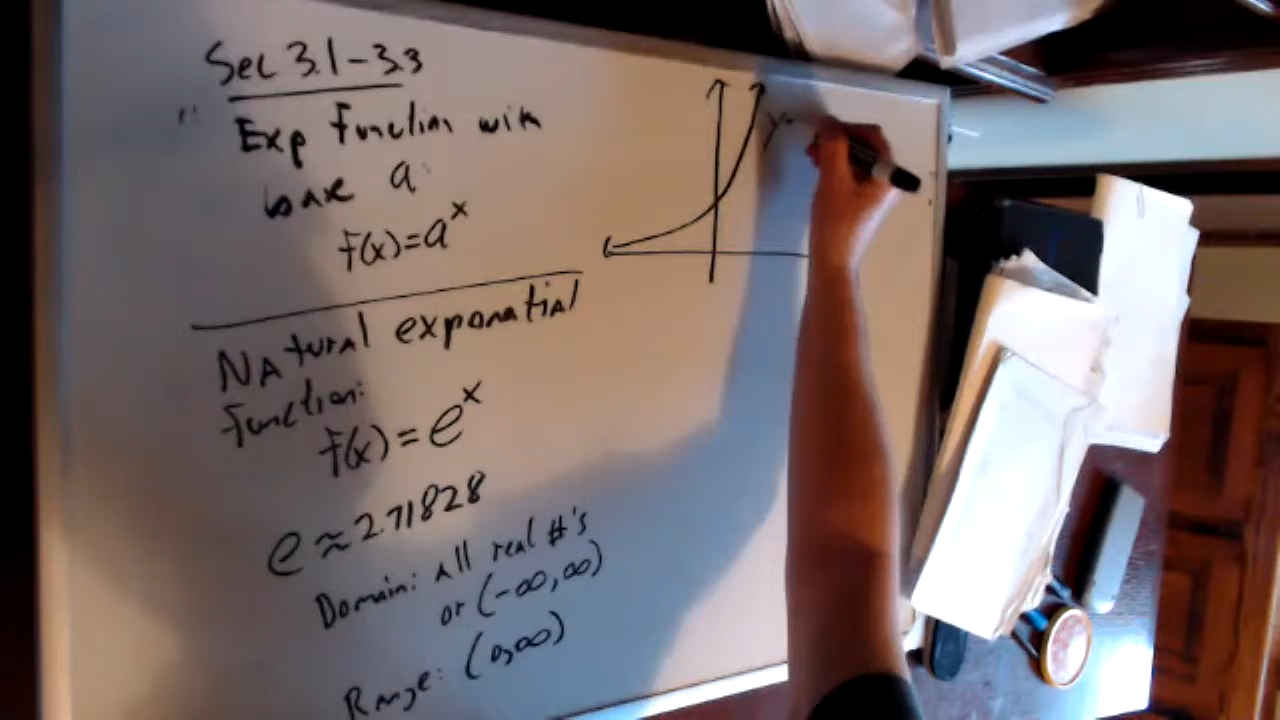 Sec 3.1-3.3
Exp function with
base a:
f(x)=a^x
Natural exponatial
function:
f(x)=e^x
e≈2.71828
Domain: all real #'s
or (-∞,∞)
Range: (0,∞)
y=